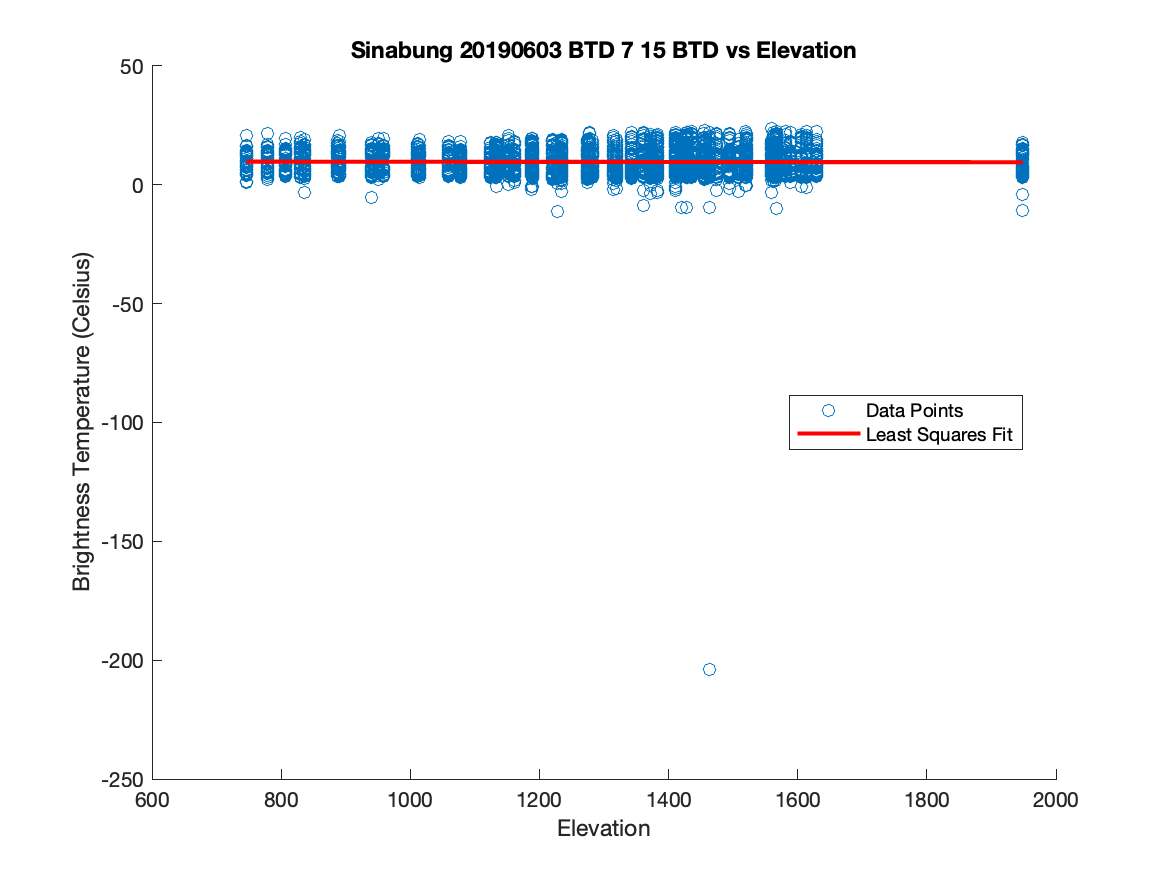 Sinabung 20190603 BTD 7 15 BTD vs Elevation
50
0
-50
-100
-150
-200
-250
Brightness Temperature (Celsius)
Data Points
Least Squares Fit
600 800 1000 1200 1400 1600 1800 2000
Elevation